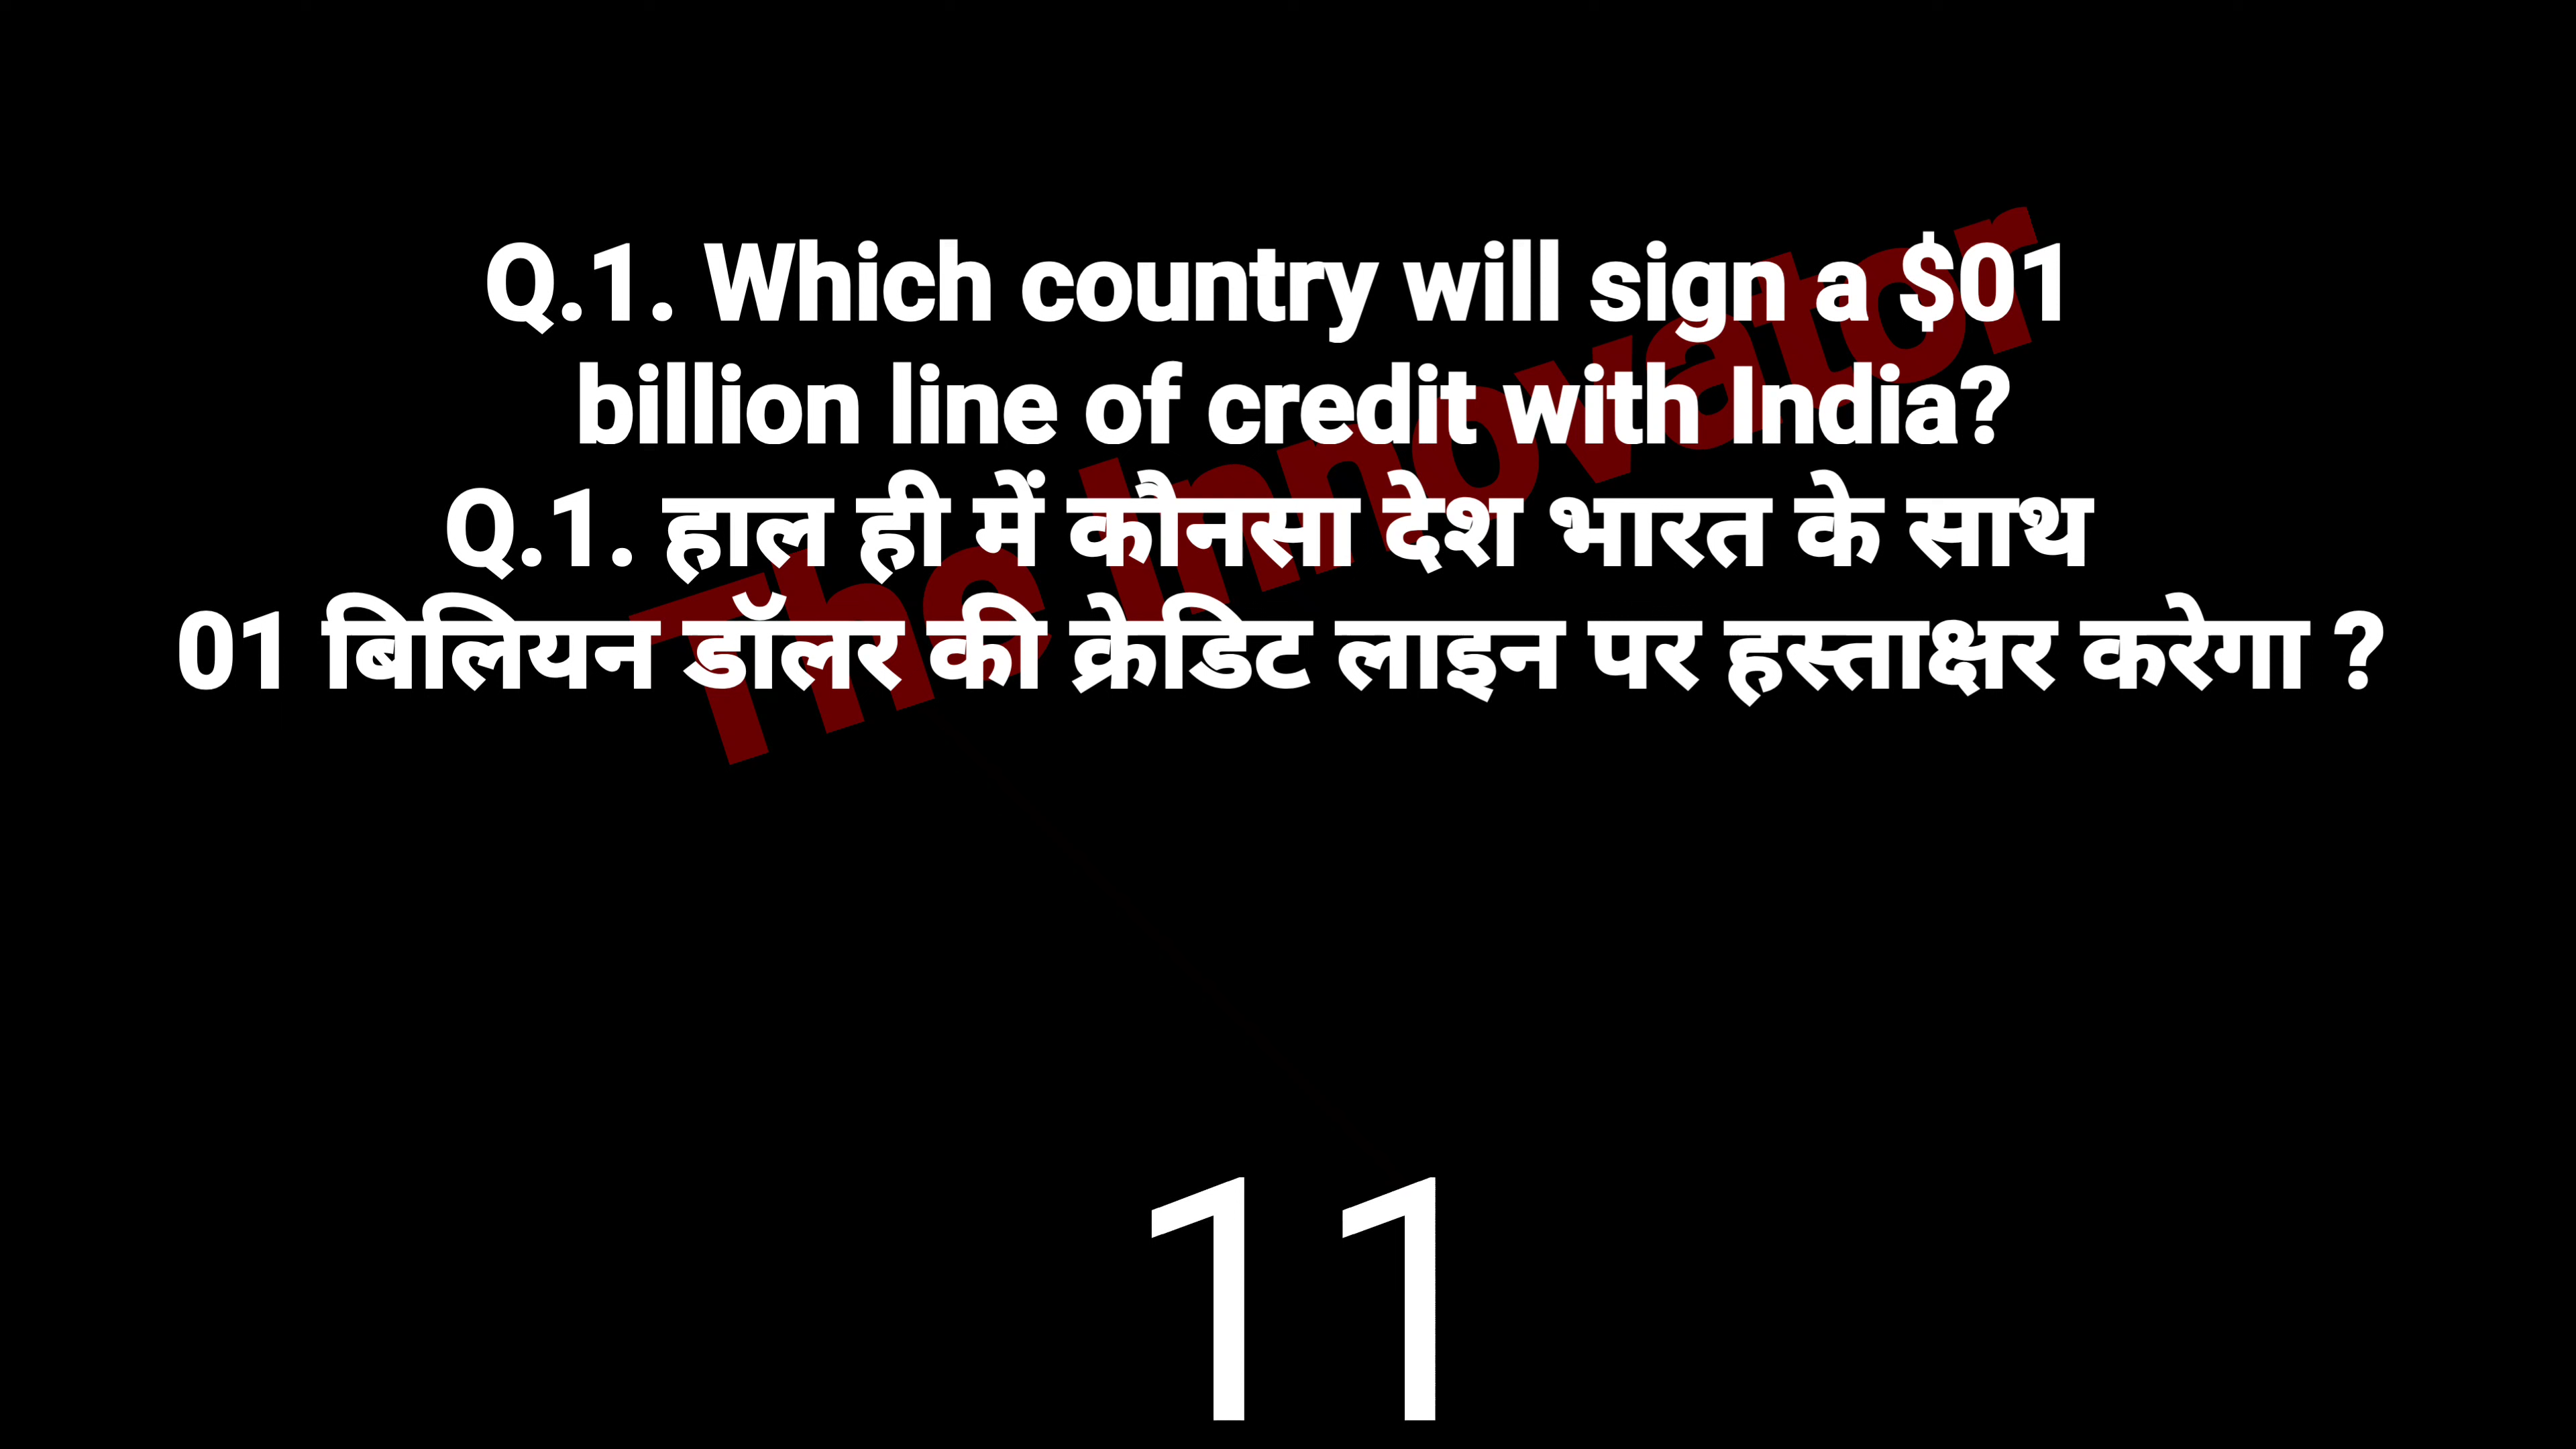 Q.1. Which country will sign a $01
billion line of credit with India?
Q.1. हाल ही में कौनसा देश भारत के साथ
01 बिलियन डॉलर की क्रेडिट लाइन पर हस्ताक्षर करेगा ?
The Innovator
11